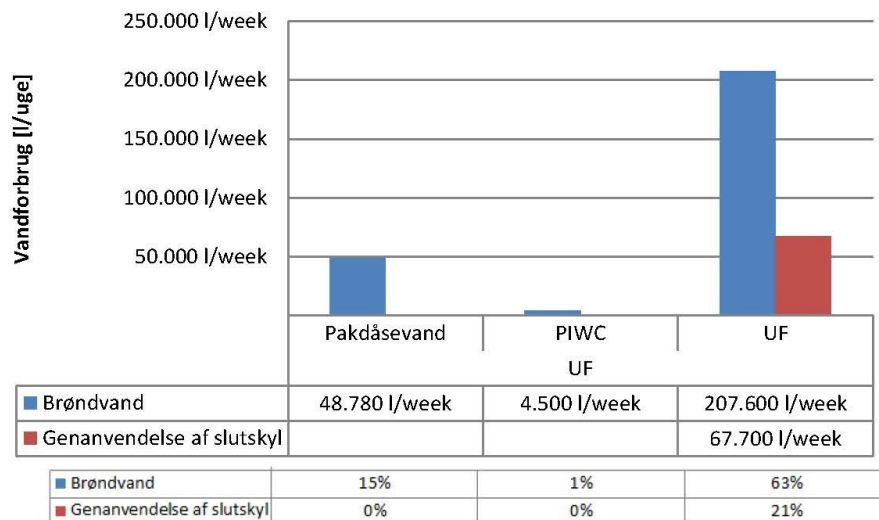 Vandforbrug [l/uge]
250.000 l/week
200.000 l/week
150.000 l/week
100.000 l/week
50.000 l/week
Pakdåsevand PIWC UF
UF
Brøndvand 48.780 l/week 4.500 l/week 207.600 l/week
Genanvendelse af slutskyl 67.700 l/week
Brøndvand 15% 1% 63%
Genanvendelse af slutskyl 0% 0% 21%